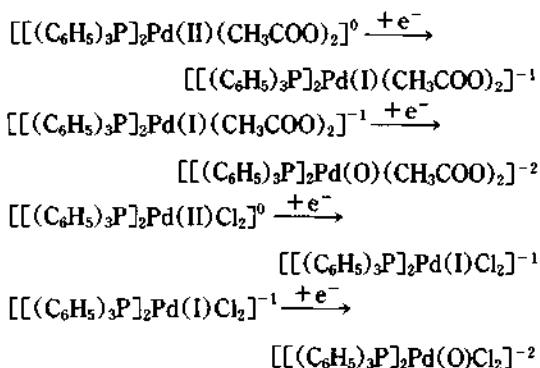 [[(C₆H₅)₃P]₂Pd(II)(CH₃COO)₂]⁰ +e⁻→
[[(C₆H₅)₃P]₂Pd(I)(CH₃COO)₂]⁻¹
[[(C₆H₅)₃P]₂Pd(I)(CH₃COO)₂]⁻¹ +e⁻→
[[(C₆H₅)₃P]₂Pd(O)(CH₃COO)₂]⁻²
[[(C₆H₅)₃P]₂Pd(II)Cl₂]⁰ +e⁻→
[[(C₆H₅)₃P]₂Pd(I)Cl₂]⁻¹
[[(C₆H₅)₃P]₂Pd(I)Cl₂]⁻¹ +e⁻→
[[(C₆H₅)₃P]₂Pd(O)Cl₂]⁻²